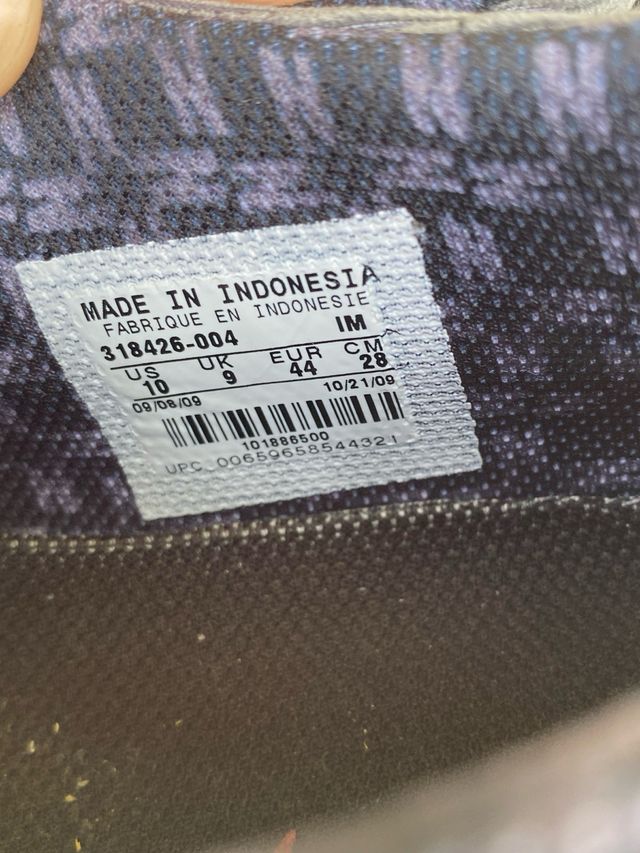 MADE IN INDONESIA
FABRIQUE EN INDONESIE
318426-004 IM
US UK EUR CM
10 9 44 28
09/08/09 10/21/09
101886500
UPC 00659658544321